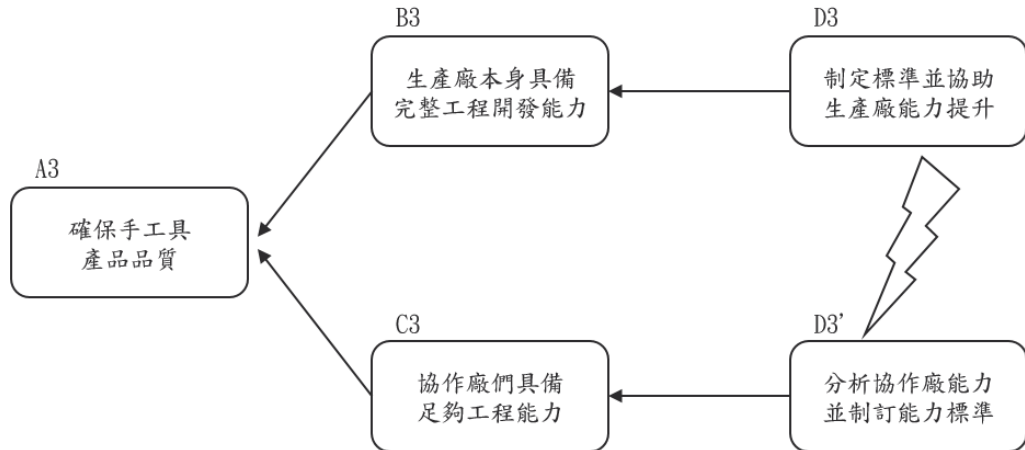 B3
生產廠本身具備
完整工程開發能力
D3
制定標準並協助
生產廠能力提升
A3
確保手工具
產品品質
C3
協作廠們具備
足夠工程能力
D3'
分析協作廠能力
並制訂能力標準